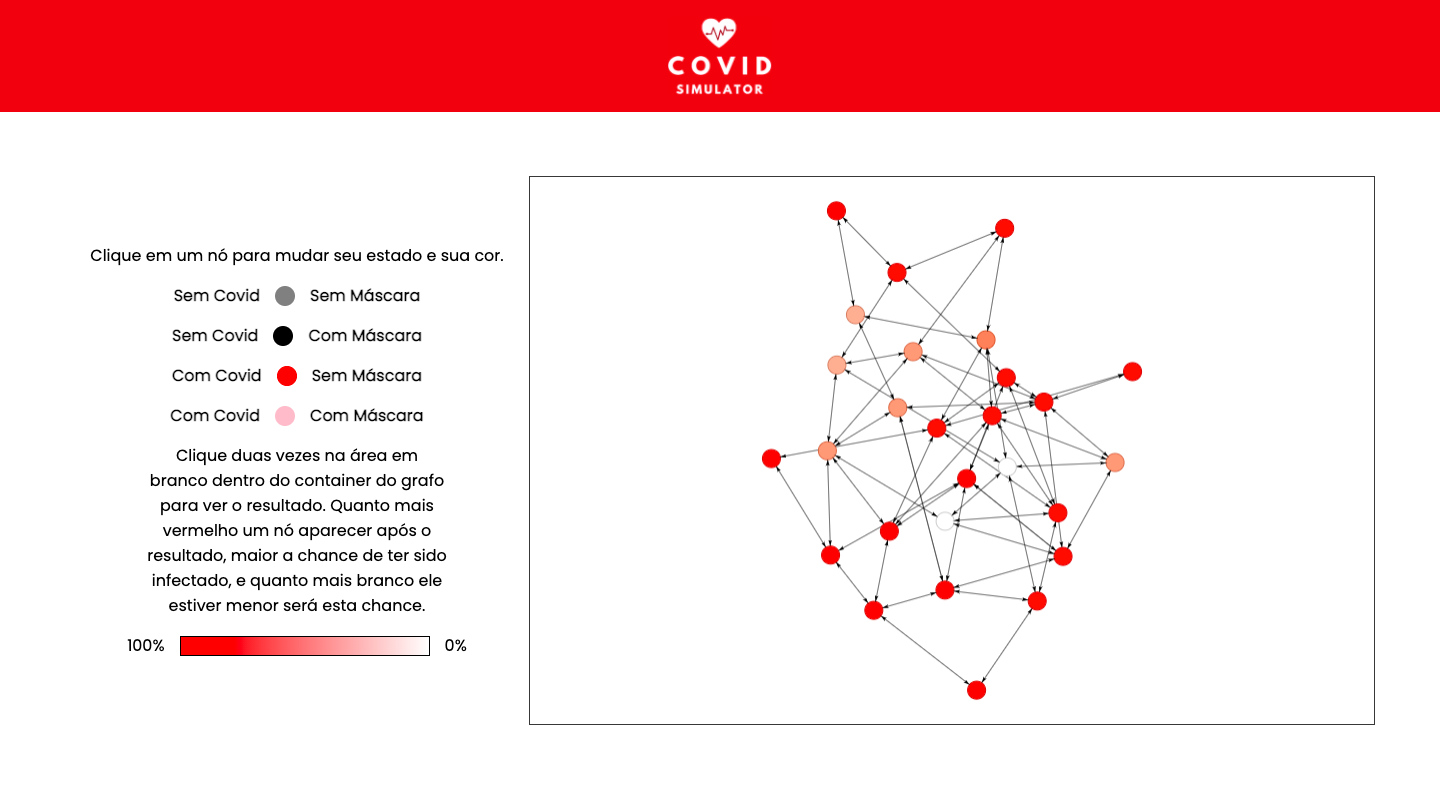 COVID
SIMULATOR
Clique em um nó para mudar seu estado e sua cor.
Sem Covid Sem Máscara
Sem Covid Com Máscara
Com Covid Sem Máscara
Com Covid Com Máscara
Clique duas vezes na área em
branco dentro do container do grafo
para ver o resultado. Quanto mais
vermelho um nó aparecer após o
resultado, maior a chance de ter sido
infectado, e quanto mais branco ele
estiver menor será esta chance.
100% 0%